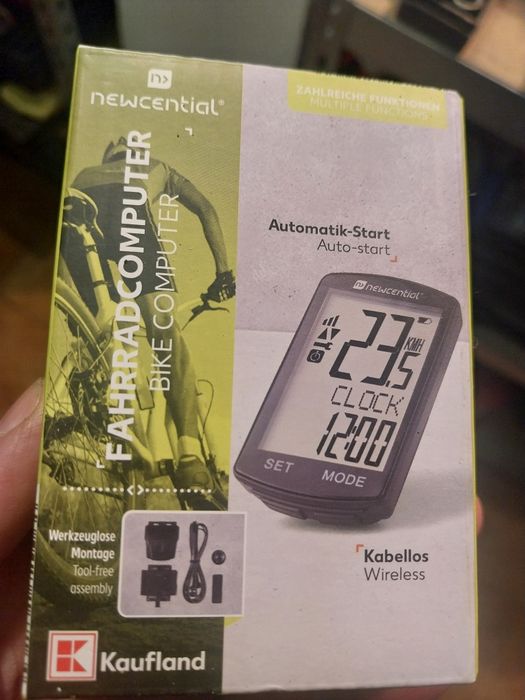 n>
newcential®
ZAHLREICHE FUNKTIONEN
MULTIPLE FUNCTIONS
FAHRRADCOMPUTER
BIKE COMPUTER
Automatik-Start
Auto-start
n> newcential
23.5
KMH
CLOCK
12:00
SET MODE
Werkzeuglose
Montage
Tool-free
assembly
Kabellos
Wireless
K Kaufland